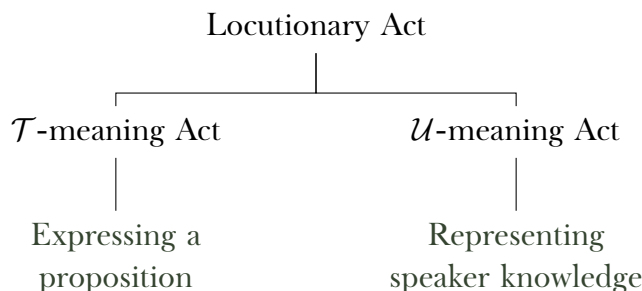 Locutionary Act
𝒯-meaning Act
𝒰-meaning Act
Expressing a
proposition
Representing
speaker knowledge